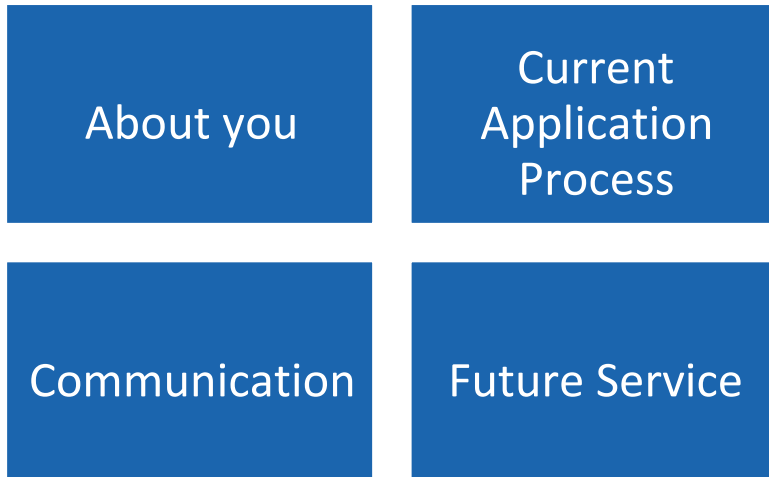 About you
Current
Application
Process
Communication
Future Service